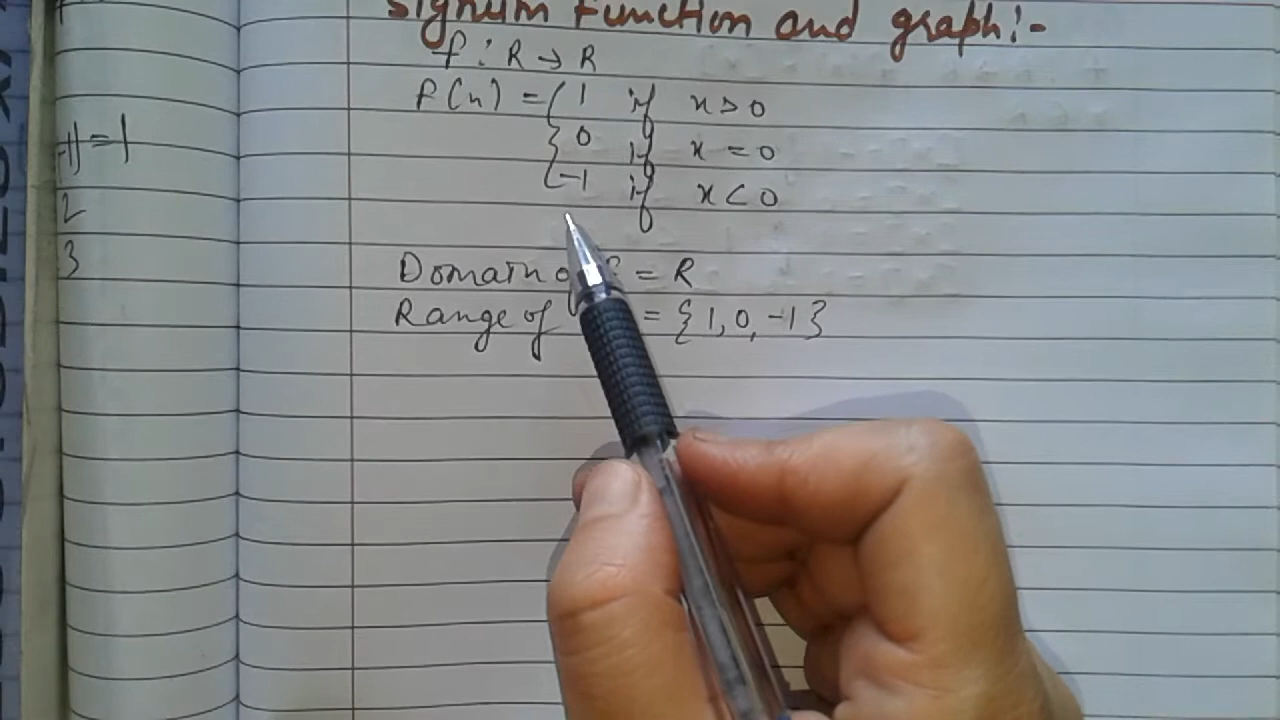 Signum Function and graph:-
f : R → R
f(x) = { 1 if x > 0
0 if x = 0
-1 if x < 0
Domain of = R
Range of = {1, 0, -1}
-1| = 1
2
3